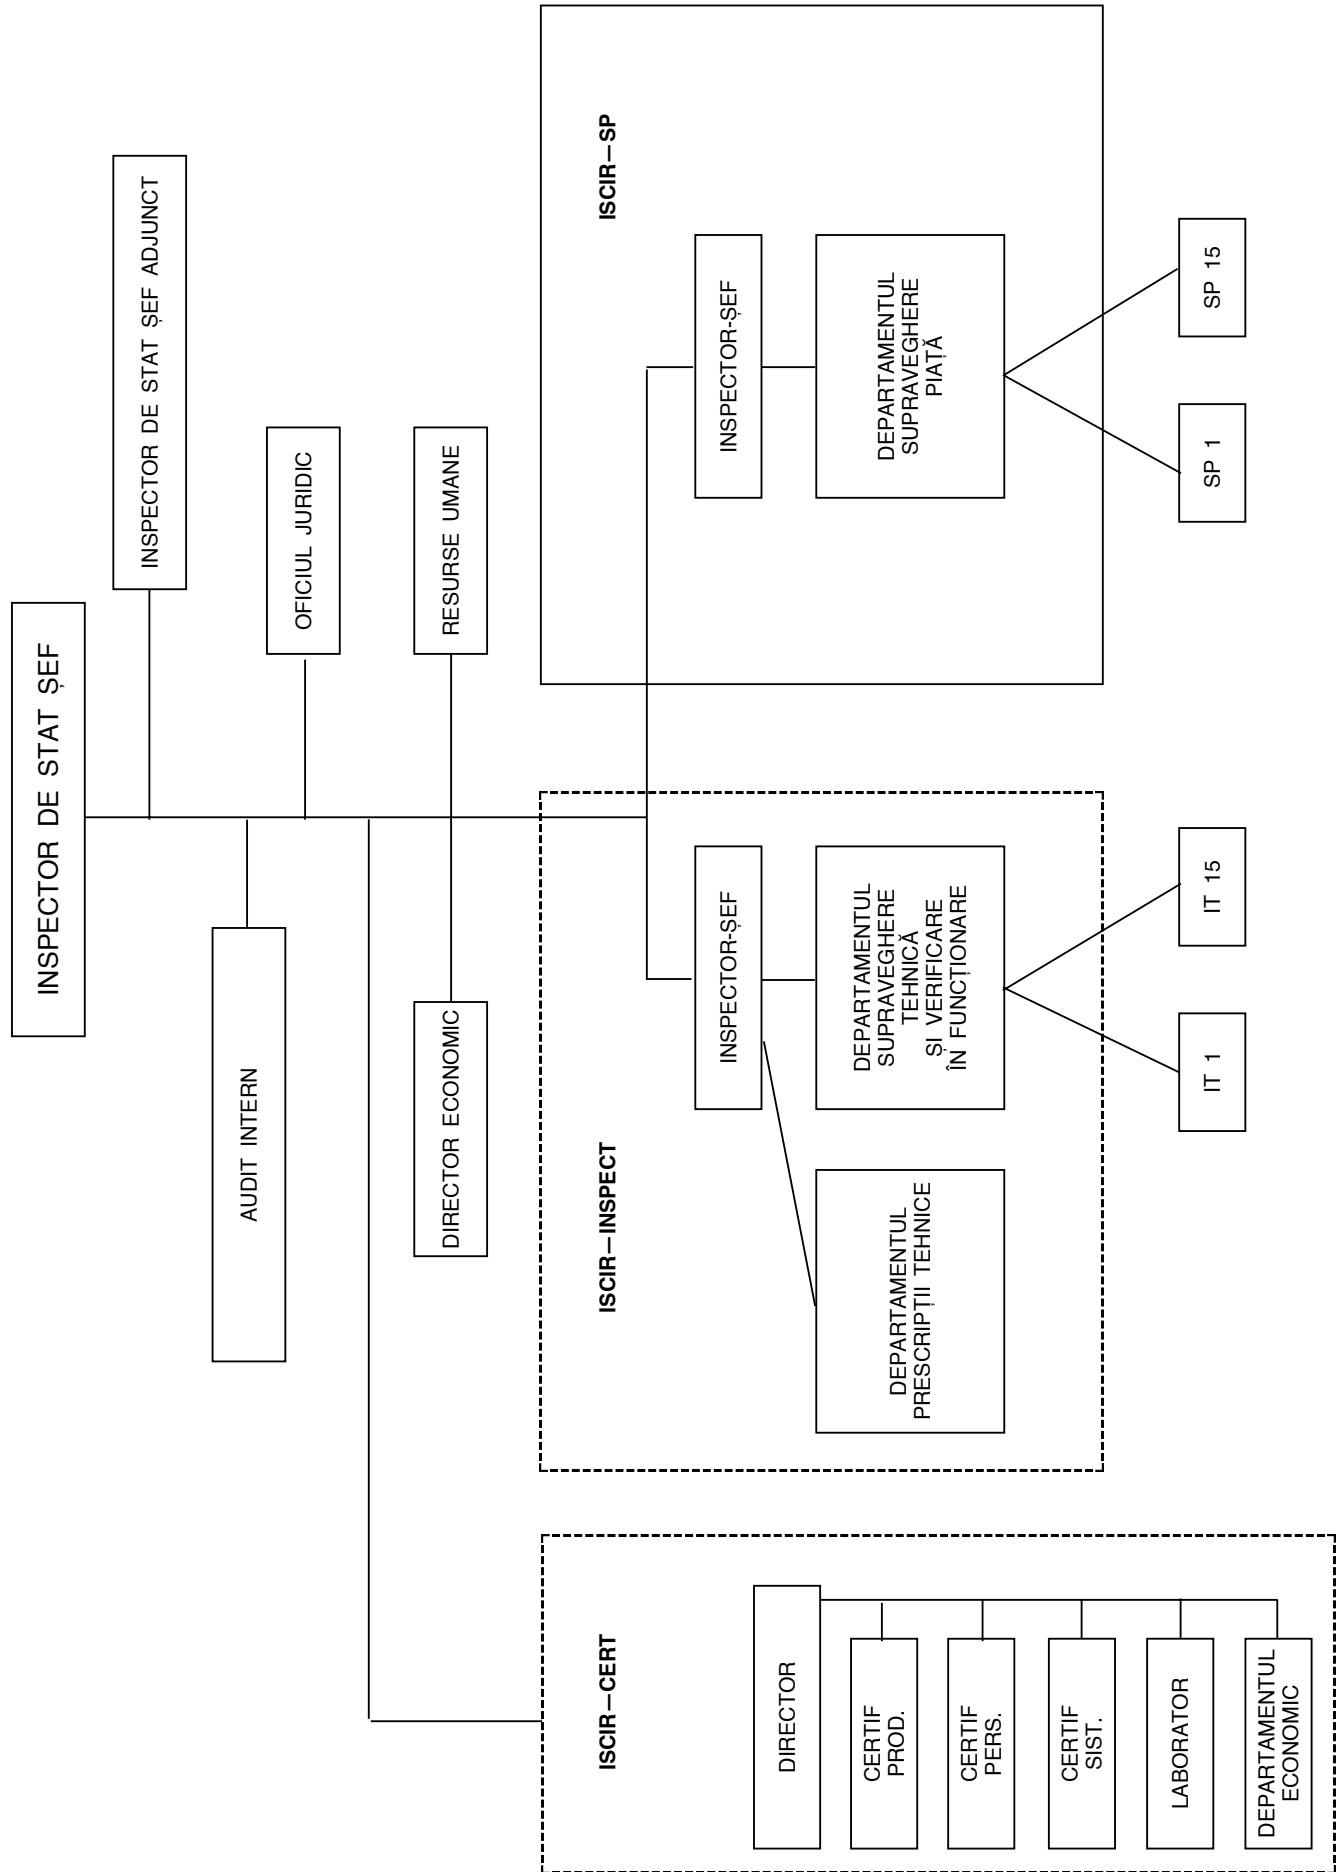 INSPECTOR DE STAT ȘEF
INSPECTOR DE STAT ȘEF ADJUNCT
AUDIT INTERN
OFICIUL JURIDIC
DIRECTOR ECONOMIC
RESURSE UMANE
ISCIR—CERT
DIRECTOR
CERTIF
PROD.
CERTIF
PERS.
CERTIF
SIST.
LABORATOR
DEPARTAMENTUL
ECONOMIC
ISCIR—INSPECT
INSPECTOR-ȘEF
DEPARTAMENTUL
PRESCRIPȚII TEHNICE
DEPARTAMENTUL
SUPRAVEGHERE
TEHNICĂ
ȘI VERIFICARE
ÎN FUNCȚIONARE
IT 1
IT 15
ISCIR—SP
INSPECTOR-ȘEF
DEPARTAMENTUL
SUPRAVEGHERE
PIAȚĂ
SP 1
SP 15